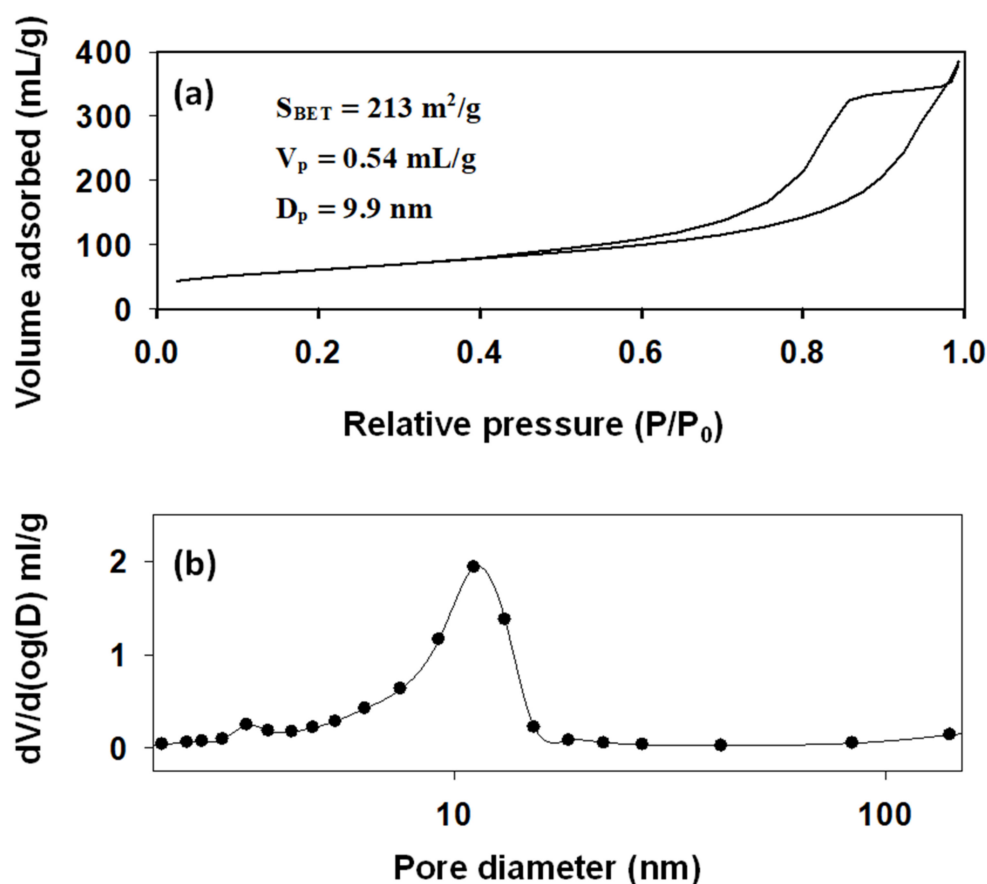 Volume adsorbed (mL/g)
400
300
200
100
0
(a)
S_BET = 213 m²/g
V_p = 0.54 mL/g
D_p = 9.9 nm
0.0 0.2 0.4 0.6 0.8 1.0
Relative pressure (P/P₀)
dV/d(og(D) ml/g
2
1
0
(b)
10 100
Pore diameter (nm)